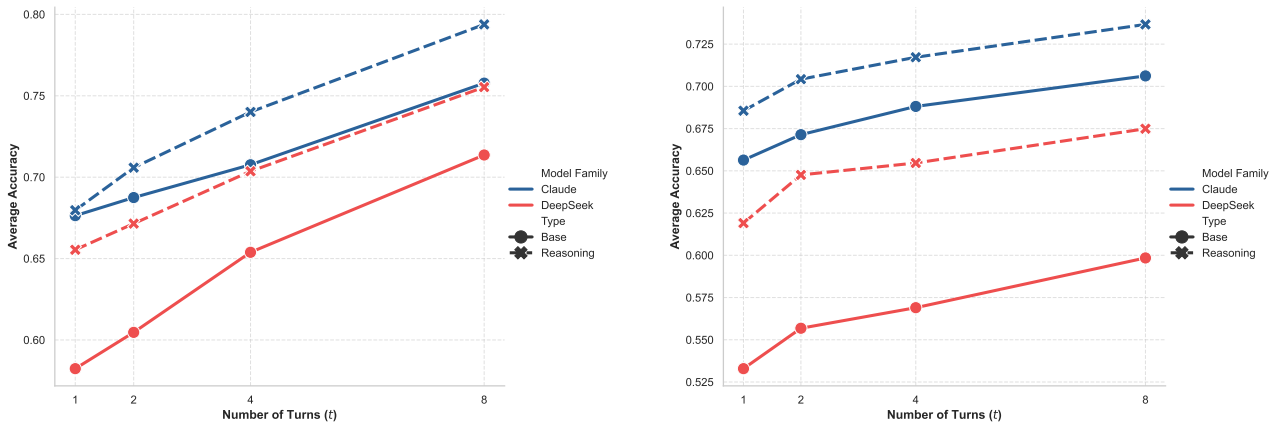 0.80
0.75
0.70
0.65
0.60
1
2
4
8
Average Accuracy
Number of Turns (t)
Model Family
Claude
DeepSeek
Type
Base
Reasoning
0.725
0.700
0.675
0.650
0.625
0.600
0.575
0.550
0.525
1
2
4
8
Average Accuracy
Number of Turns (t)
Model Family
Claude
DeepSeek
Type
Base
Reasoning